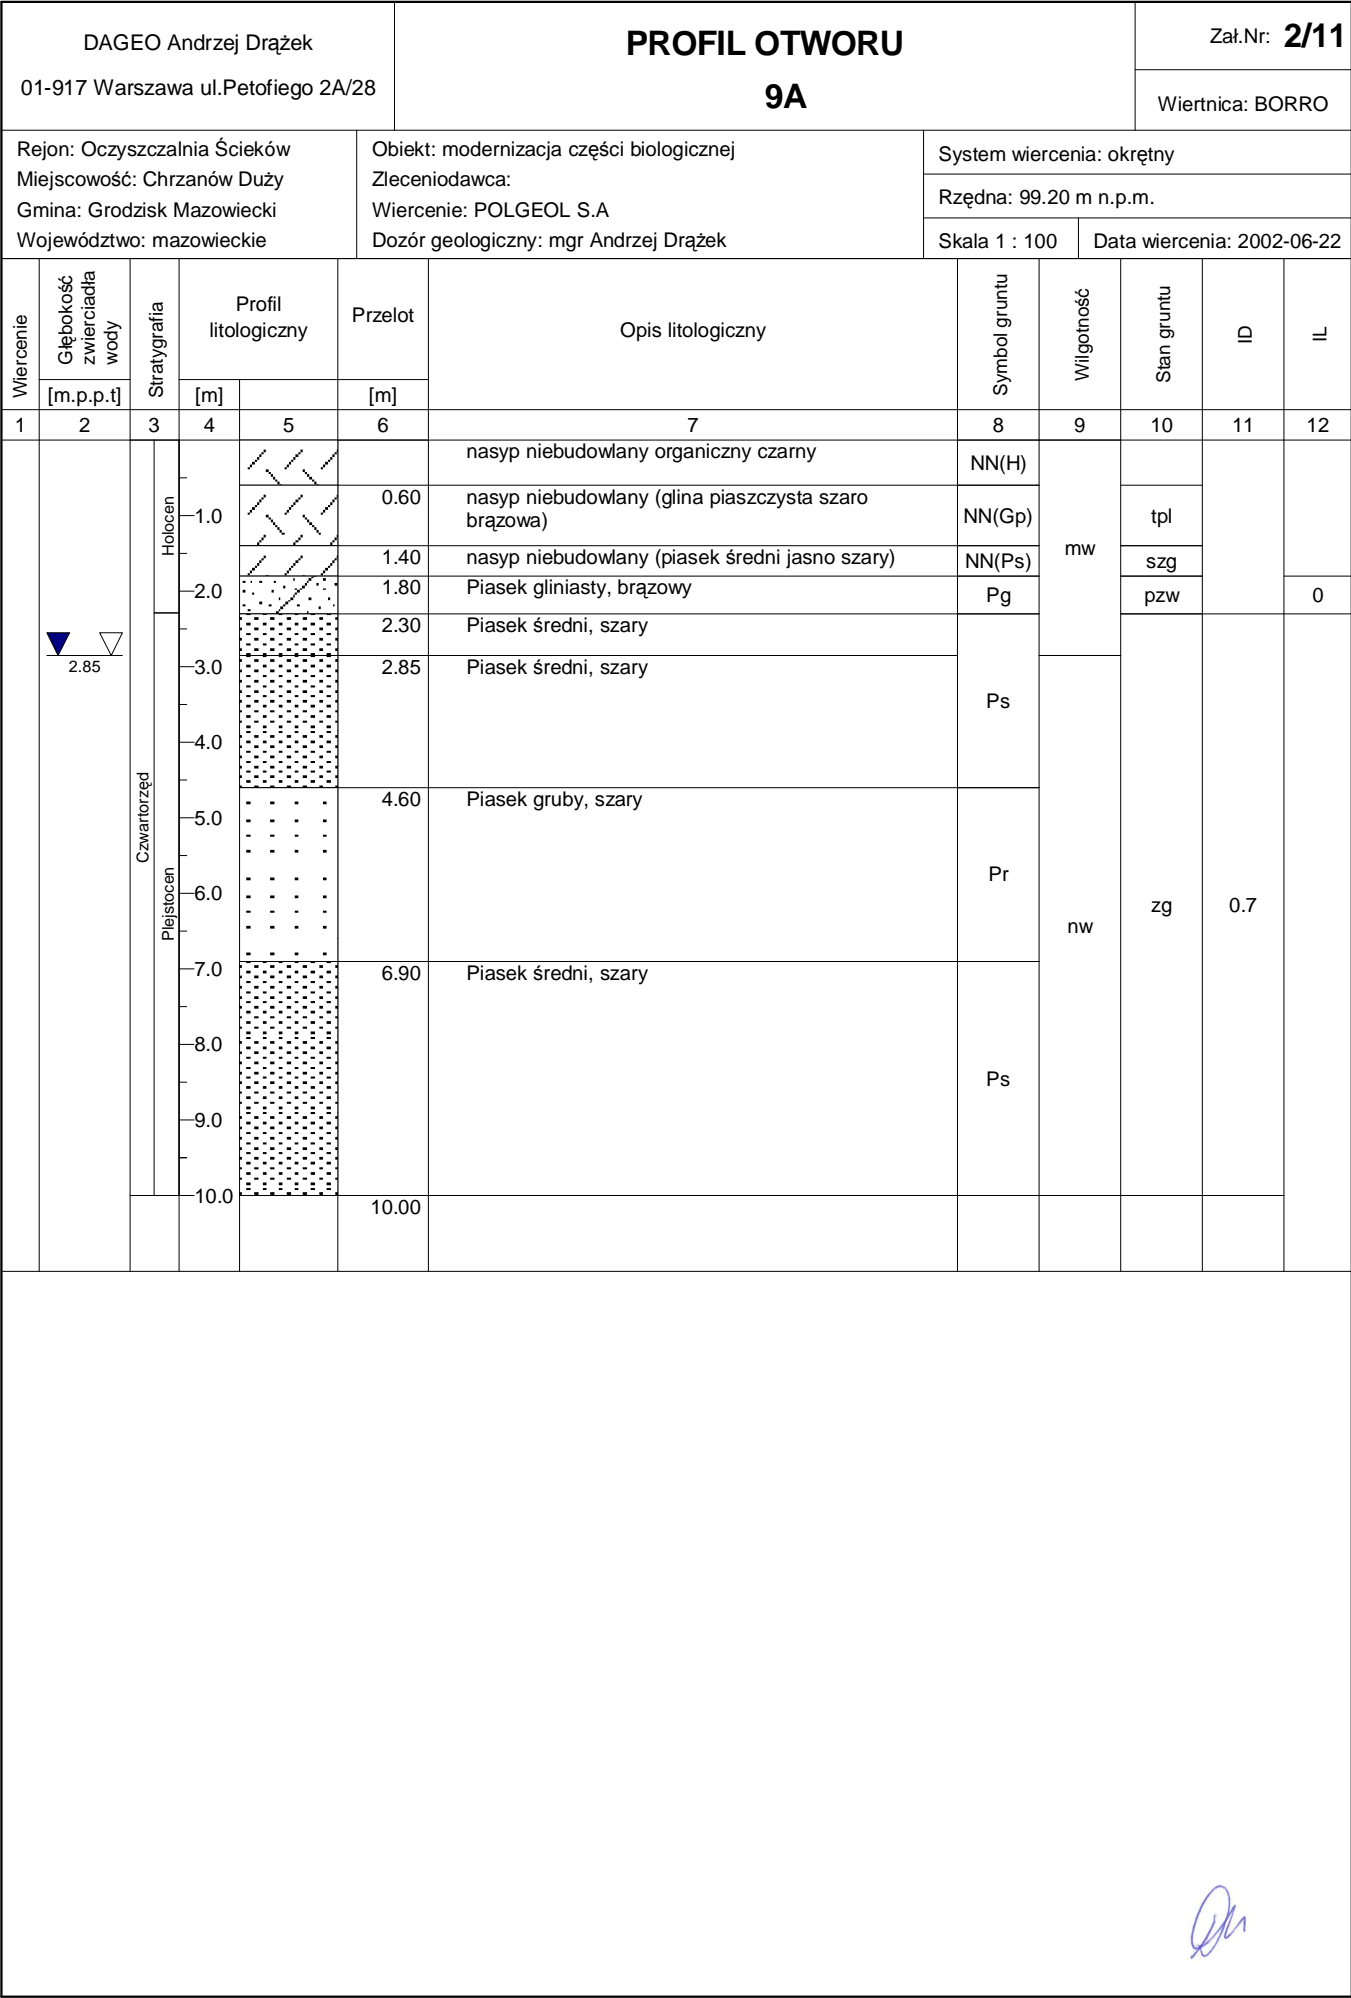 DAGEO Andrzej Drążek
01-917 Warszawa ul.Petofiego 2A/28
PROFIL OTWORU
9A
Zał.Nr: 2/11
Wiertnica: BORRO
Rejon: Oczyszczalnia Ścieków
Miejscowość: Chrzanów Duży
Gmina: Grodzisk Mazowiecki
Województwo: mazowieckie
Obiekt: modernizacja części biologicznej
Zleceniodawca:
Wiercenie: POLGEOL S.A
Dozór geologiczny: mgr Andrzej Drążek
System wiercenia: okrętny
Rzędna: 99.20 m n.p.m.
Skala 1 : 100
Data wiercenia: 2002-06-22
Wiercenie
Głębokość
zwierciadła
wody
[m.p.p.t]
Stratygrafia
Profil
litologiczny
[m]
Przelot
[m]
Opis litologiczny
Symbol gruntu
Wilgotność
Stan gruntu
ID
IL
1 2 3 4 5 6 7 8 9 10 11 12
nasyp niebudowlany organiczny czarny
NN(H)
0.60 nasyp niebudowlany (glina piaszczysta szaro
brązowa)
NN(Gp)
tpl
1.0
Holocen
mw
1.40 nasyp niebudowlany (piasek średni jasno szary)
NN(Ps)
szg
1.80 Piasek gliniasty, brązowy
Pg
pzw
0
2.0
2.30 Piasek średni, szary
2.85
2.85 Piasek średni, szary
3.0
Ps
4.0
Czwartorzęd
4.60 Piasek gruby, szary
5.0
Pr
6.0
Plejstocen
nw
zg
0.7
6.90 Piasek średni, szary
7.0
8.0
Ps
9.0
10.0
10.00